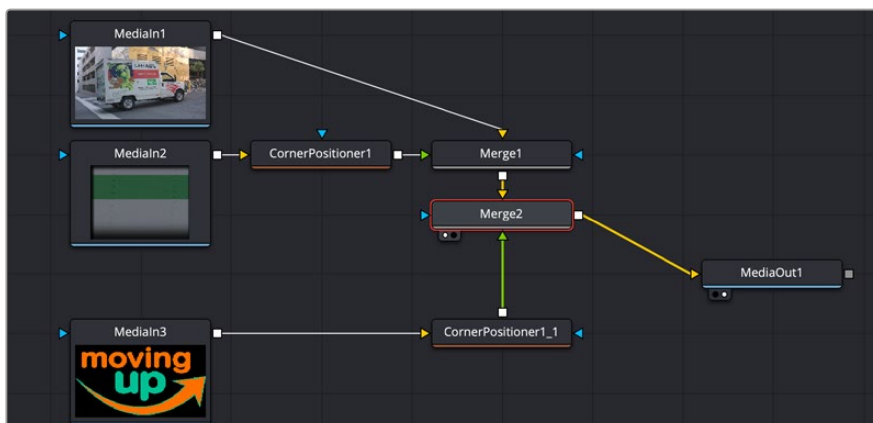 MediaIn1
MediaIn2
CornerPositioner1
Merge1
Merge2
MediaOut1
MediaIn3
CornerPositioner1_1
moving
up